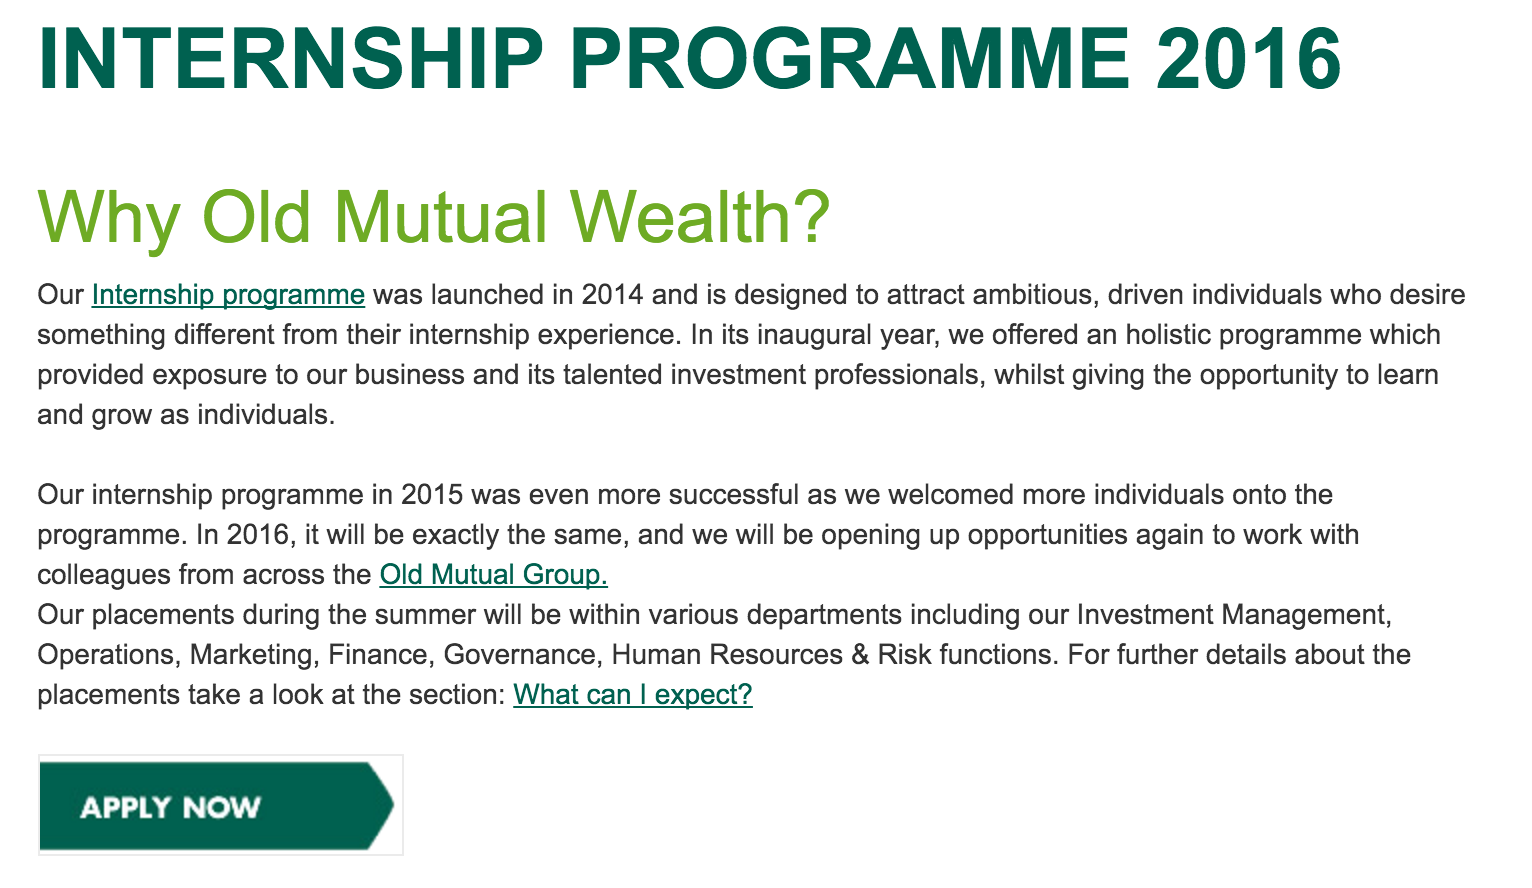 INTERNSHIP PROGRAMME 2016
Why Old Mutual Wealth?
Our Internship programme was launched in 2014 and is designed to attract ambitious, driven individuals who desire
something different from their internship experience. In its inaugural year, we offered an holistic programme which
provided exposure to our business and its talented investment professionals, whilst giving the opportunity to learn
and grow as individuals.
Our internship programme in 2015 was even more successful as we welcomed more individuals onto the
programme. In 2016, it will be exactly the same, and we will be opening up opportunities again to work with
colleagues from across the Old Mutual Group.
Our placements during the summer will be within various departments including our Investment Management,
Operations, Marketing, Finance, Governance, Human Resources & Risk functions. For further details about the
placements take a look at the section: What can I expect?
APPLY NOW